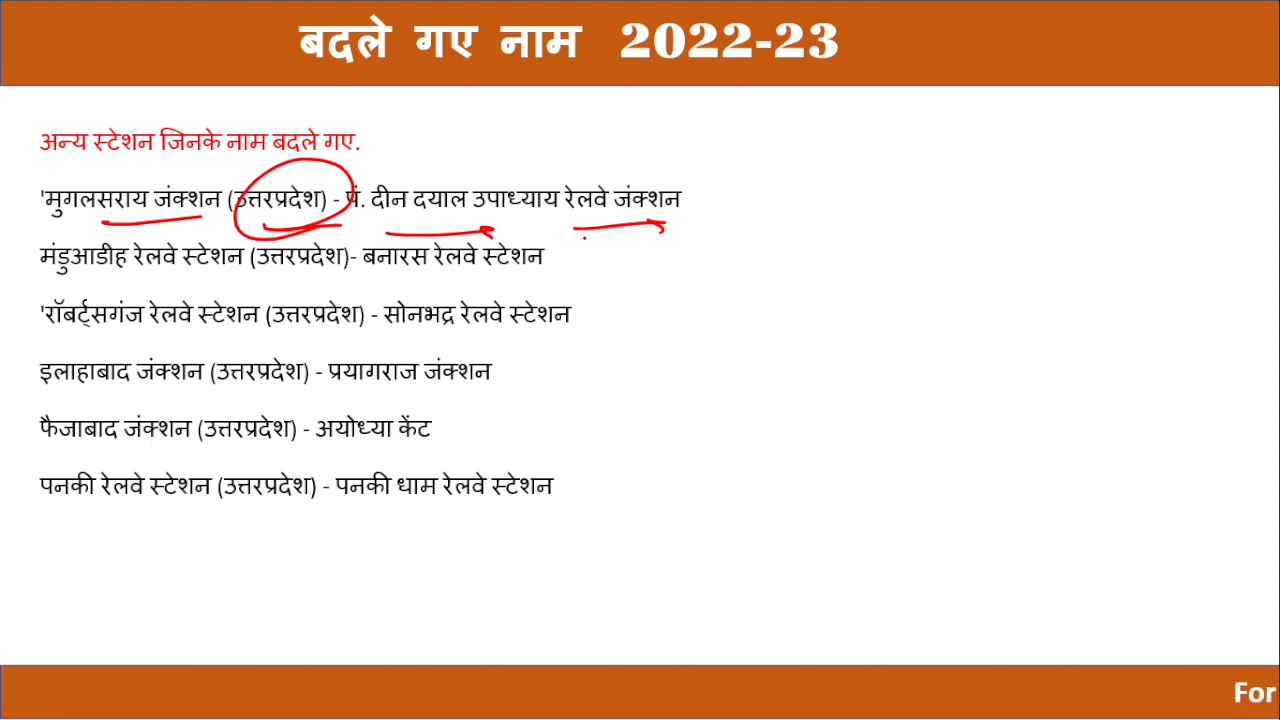 बदले गए नाम 2022-23
अन्य स्टेशन जिनके नाम बदले गए.
'मुगलसराय जंक्शन (उत्तरप्रदेश) - पं. दीन दयाल उपाध्याय रेलवे जंक्शन
मंडुआडीह रेलवे स्टेशन (उत्तरप्रदेश)- बनारस रेलवे स्टेशन
'रॉबर्ट्सगंज रेलवे स्टेशन (उत्तरप्रदेश) - सोनभद्र रेलवे स्टेशन
इलाहाबाद जंक्शन (उत्तरप्रदेश) - प्रयागराज जंक्शन
फैजाबाद जंक्शन (उत्तरप्रदेश) - अयोध्या केंट
पनकी रेलवे स्टेशन (उत्तरप्रदेश) - पनकी धाम रेलवे स्टेशन
For